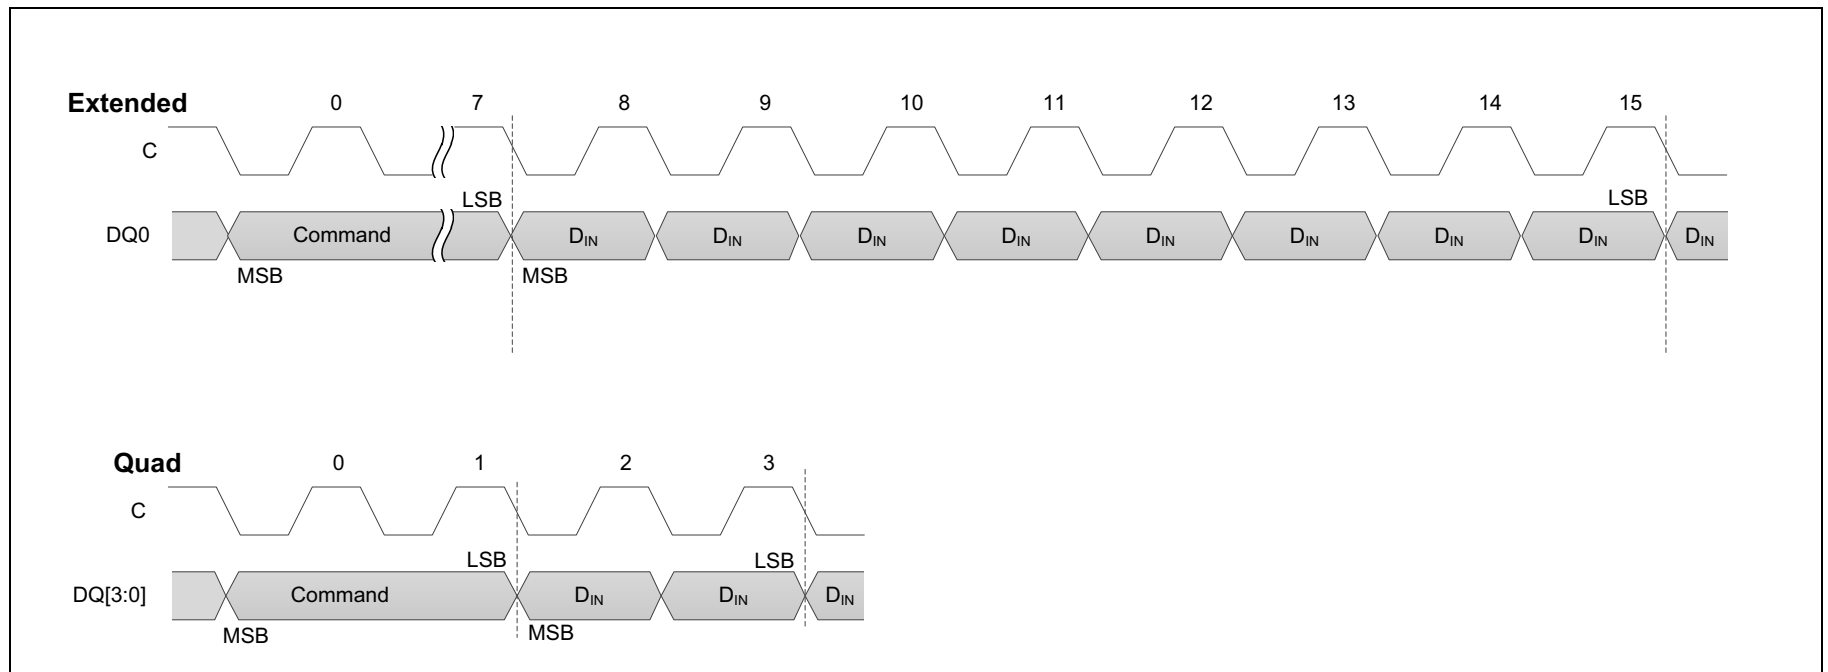 Extended 0 7 8 9 10 11 12 13 14 15
C
LSB LSB
DQ0 Command DIN DIN DIN DIN DIN DIN DIN DIN DIN
MSB MSB
Quad 0 1 2 3
C
LSB LSB
DQ[3:0] Command DIN DIN DIN
MSB MSB